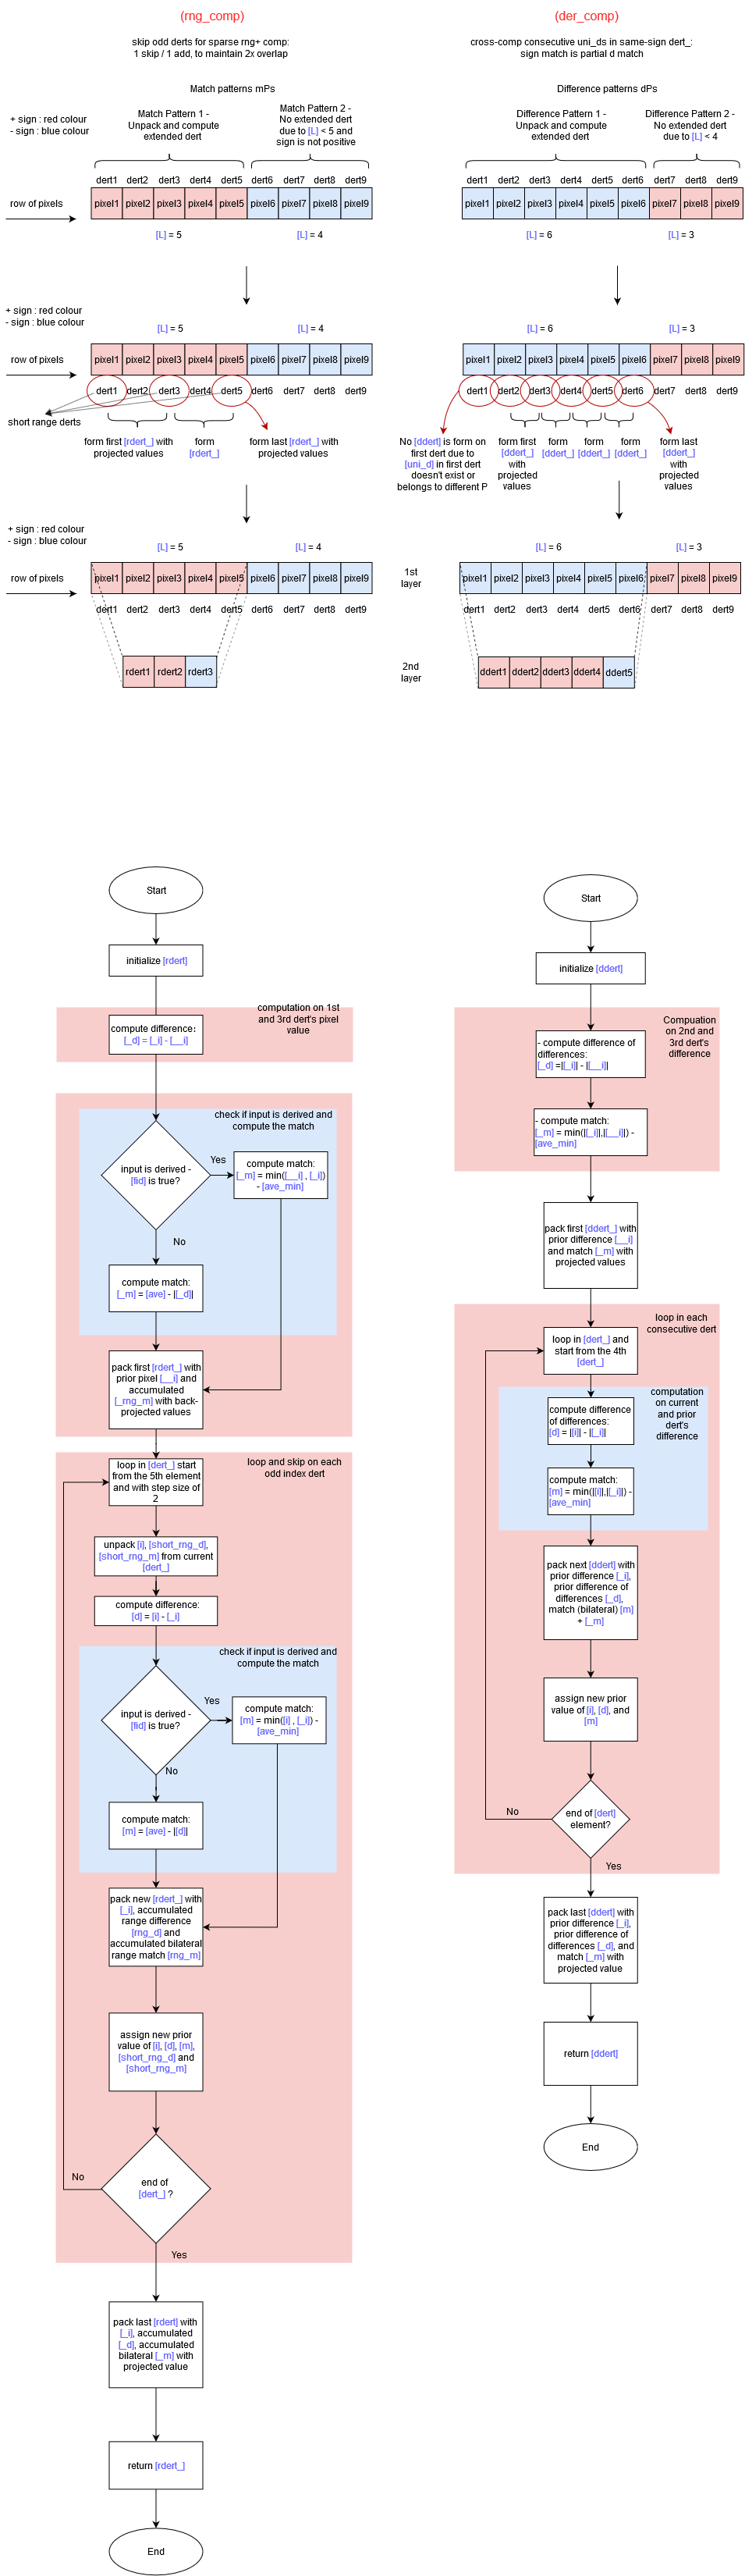 (rng_comp)
skip odd derts for sparse rng+ comp:
1 skip / 1 add, to maintain 2x overlap
Match patterns mPs
+ sign : red colour
- sign : blue colour
Match Pattern 1 -
Unpack and compute
extended dert
Match Pattern 2 -
No extended dert
due to [L] < 5 and
sign is not positive
dert1 dert2 dert3 dert4 dert5 dert6 dert7 dert8 dert9
row of pixels
pixel1 pixel2 pixel3 pixel4 pixel5 pixel6 pixel7 pixel8 pixel9
[L] = 5
[L] = 4
+ sign : red colour
- sign : blue colour
[L] = 5
[L] = 4
row of pixels
pixel1 pixel2 pixel3 pixel4 pixel5 pixel6 pixel7 pixel8 pixel9
dert1 dert2 dert3 dert4 dert5 dert6 dert7 dert8 dert9
short range derts
form first [rdert_] with
projected values
form
[rdert_]
form last [rdert_] with
projected values
+ sign : red colour
- sign : blue colour
[L] = 5
[L] = 4
row of pixels
pixel1 pixel2 pixel3 pixel4 pixel5 pixel6 pixel7 pixel8 pixel9
dert1 dert2 dert3 dert4 dert5 dert6 dert7 dert8 dert9
rdert1 rdert2 rdert3
(der_comp)
cross-comp consecutive uni_ds in same-sign dert_:
sign match is partial d match
Difference patterns dPs
Difference Pattern 1 -
Unpack and compute
extended dert
Difference Pattern 2 -
No extended dert
due to [L] < 4
dert1 dert2 dert3 dert4 dert5 dert6 dert7 dert8 dert9
pixel1 pixel2 pixel3 pixel4 pixel5 pixel6 pixel7 pixel8 pixel9
[L] = 6
[L] = 3
[L] = 6
[L] = 3
pixel1 pixel2 pixel3 pixel4 pixel5 pixel6 pixel7 pixel8 pixel9
dert1 dert2 dert3 dert4 dert5 dert6 dert7 dert8 dert9
No [ddert] is form on
first dert due to
[uni_d] in first dert
doesn't exist or
belongs to different P
form first
[ddert_]
with
projected
values
form
[ddert_]
form
[ddert_]
form
[ddert_]
form last
[ddert_]
with
projected
values
[L] = 6
[L] = 3
1st
layer
pixel1 pixel2 pixel3 pixel4 pixel5 pixel6 pixel7 pixel8 pixel9
dert1 dert2 dert3 dert4 dert5 dert6 dert7 dert8 dert9
2nd
layer
ddert1 ddert2 ddert3 ddert4 ddert5
Start
initialize [rdert]
computation on 1st
and 3rd dert's pixel
value
compute difference:
[_d] = [_i] - [__i]
check if input is derived and
compute the match
input is derived -
[fid] is true?
Yes
compute match:
[_m] = min([__i] , [_i])
- [ave_min]
No
compute match:
[_m] = [ave] - |[_d]|
pack first [rdert_] with
prior pixel [__i] and
accumulated
[_rng_m] with back-
projected values
loop and skip on each
odd index dert
loop in [dert_] start
from the 5th element
and with step size of
2
unpack [i], [short_rng_d],
[short_rng_m] from current
[dert_]
compute difference:
[d] = [i] - [_i]
check if input is derived and
compute the match
input is derived -
[fid] is true?
Yes
compute match:
[m] = min([i] , [_i]) -
[ave_min]
No
compute match:
[m] = [ave] - |[d]|
pack new [rdert_] with
[_i], accumulated
range difference
[rng_d] and
accumulated bilateral
range match [rng_m]
assign new prior
value of [i], [d], [m],
[short_rng_d] and
[short_rng_m]
end of
[dert_] ?
No
Yes
pack last [rdert] with
[_i], accumulated
[_d], accumulated
bilateral [_m] with
projected value
return [rdert_]
End
Start
initialize [ddert]
Compuation
on 2nd and
3rd dert's
difference
- compute difference of
differences:
[_d] =|[_i]| - |[__i]|
- compute match:
[_m] = min(|[_i]|,|[__i]|) -
[ave_min]
pack first [ddert_] with
prior difference [__i]
and match [_m] with
projected values
loop in each
consecutive dert
loop in [dert_] and
start from the 4th
[dert_]
computation
on current
and prior
dert's
difference
compute difference
of differences:
[d] = |[i]| - |[_i]|
compute match:
[m] = min(|[i]|,|[_i]|) -
[ave_min]
pack next [ddert] with
prior difference [_i],
prior difference of
differences [_d],
match (bilateral) [m]
+ [_m]
assign new prior
value of [i], [d], and
[m]
end of [dert]
element?
No
Yes
pack last [ddert] with
prior difference [_i],
prior difference of
differences [_d], and
match [_m] with
projected value
return [ddert]
End